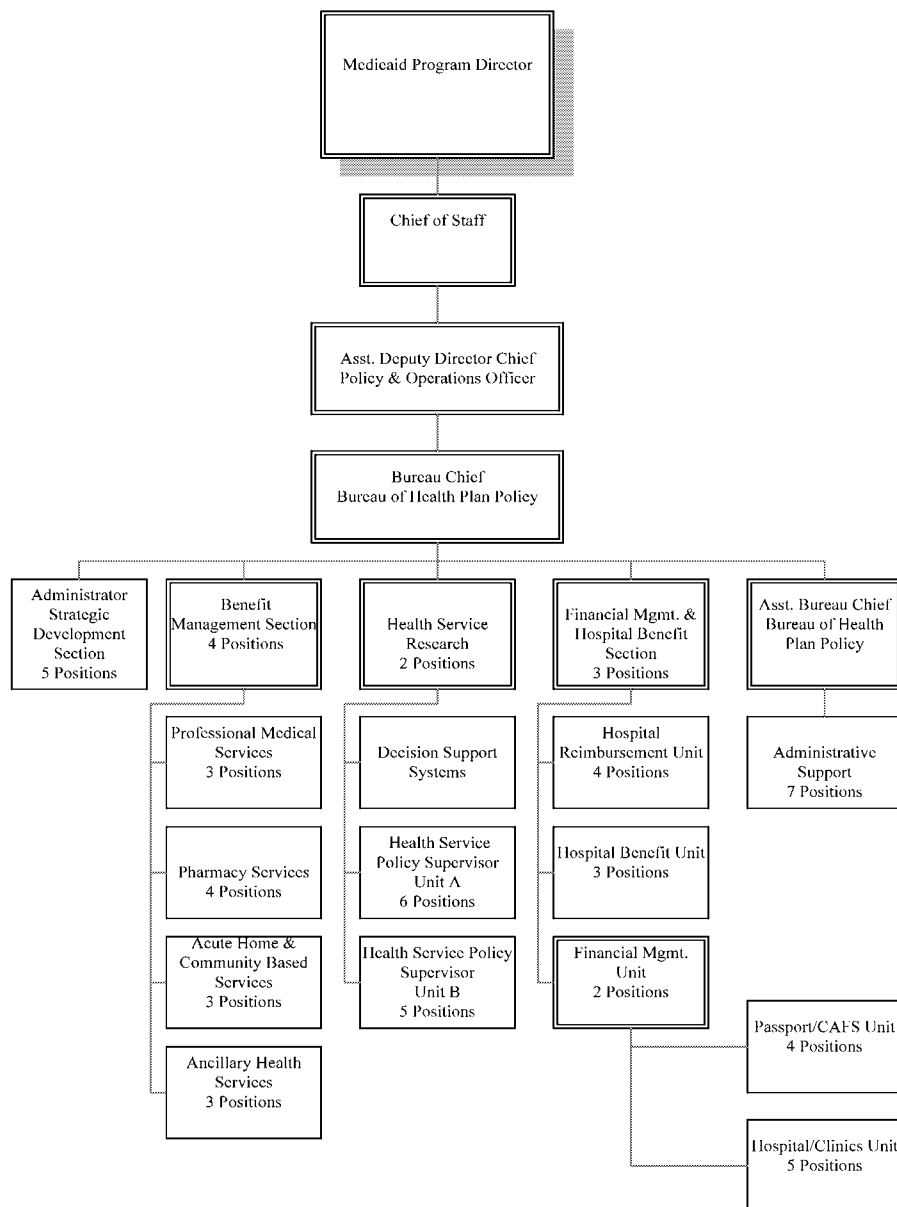 Medicaid Program Director
Chief of Staff
Asst. Deputy Director Chief
Policy & Operations Officer
Bureau Chief
Bureau of Health Plan Policy
Administrator
Strategic
Development
Section
5 Positions
Benefit
Management Section
4 Positions
Health Service
Research
2 Positions
Financial Mgmt. &
Hospital Benefit
Section
3 Positions
Asst. Bureau Chief
Bureau of Health
Plan Policy
Professional Medical
Services
3 Positions
Decision Support
Systems
Hospital
Reimbursement Unit
4 Positions
Administrative
Support
7 Positions
Pharmacy Services
4 Positions
Health Service
Policy Supervisor
Unit A
6 Positions
Hospital Benefit Unit
3 Positions
Acute Home &
Community Based
Services
3 Positions
Health Service Policy
Supervisor
Unit B
5 Positions
Financial Mgmt.
Unit
2 Positions
Passport/CAFS Unit
4 Positions
Ancillary Health
Services
3 Positions
Hospital/Clinics Unit
5 Positions